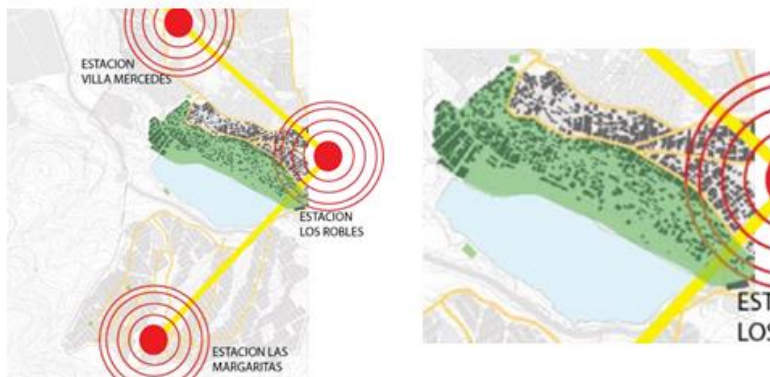 ESTACION
VILLA MERCEDES
ESTACION
LOS ROBLES
ESTACION LAS
MARGARITAS
EST
LOS